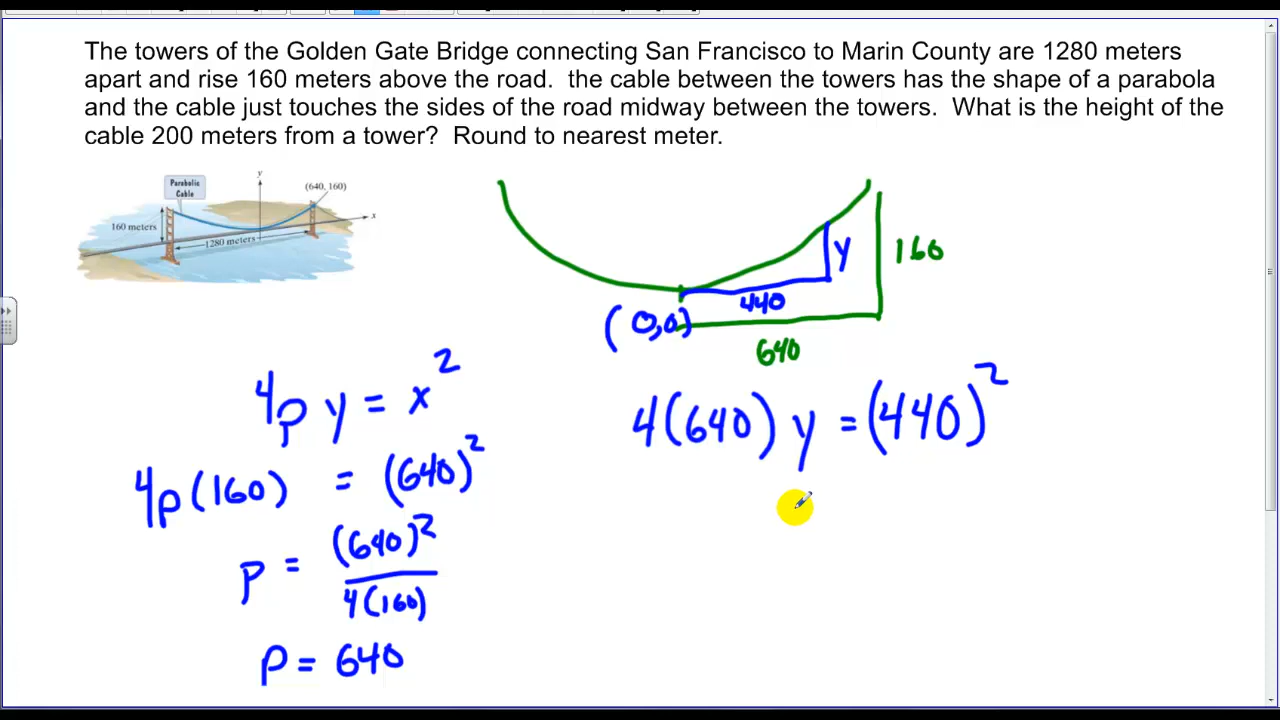 The towers of the Golden Gate Bridge connecting San Francisco to Marin County are 1280 meters
apart and rise 160 meters above the road.  the cable between the towers has the shape of a parabola
and the cable just touches the sides of the road midway between the towers.  What is the height of the
cable 200 meters from a tower?  Round to nearest meter.
Parabolic
Cable
y
(640, 160)
x
160 meters
1280 meters
y
160
440
(0,0)
640
4p y = x²
4p(160) = (640)²
p = (640)²
4(160)
p = 640
4(640) y = (440)²